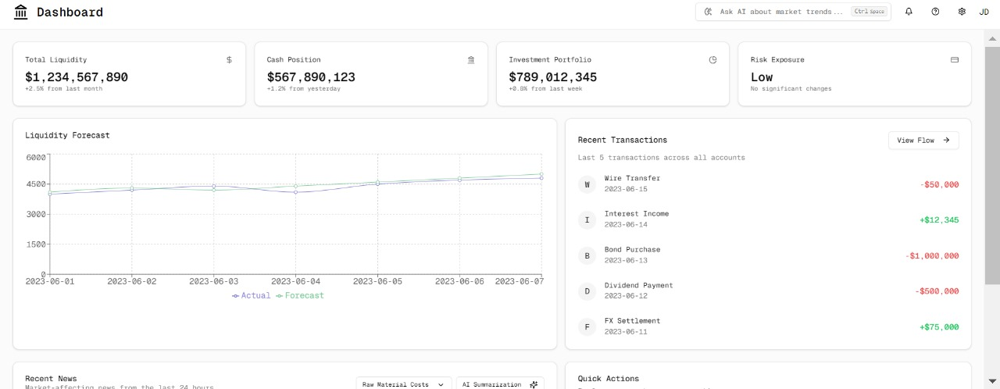 Dashboard
Ask AI about market trends...
Ctrl Space
JD
Total Liquidity
$1,234,567,890
+2.5% from last month
Cash Position
$567,890,123
+1.2% from yesterday
Investment Portfolio
$789,012,345
+0.8% from last week
Risk Exposure
Low
No significant changes
Liquidity Forecast
6000
4500
3000
1500
0
2023-06-01 2023-06-02 2023-06-03 2023-06-04 2023-06-05 2023-06-06 2023-06-07
Actual Forecast
Recent Transactions
View Flow
Last 5 transactions across all accounts
W
Wire Transfer
2023-06-15
-$50,000
I
Interest Income
2023-06-14
+$12,345
B
Bond Purchase
2023-06-13
-$1,000,000
D
Dividend Payment
2023-06-12
-$500,000
F
FX Settlement
2023-06-11
+$75,000
Recent News
Market-affecting news from the last 24 hours
Raw Material Costs
AI Summarization
Quick Actions